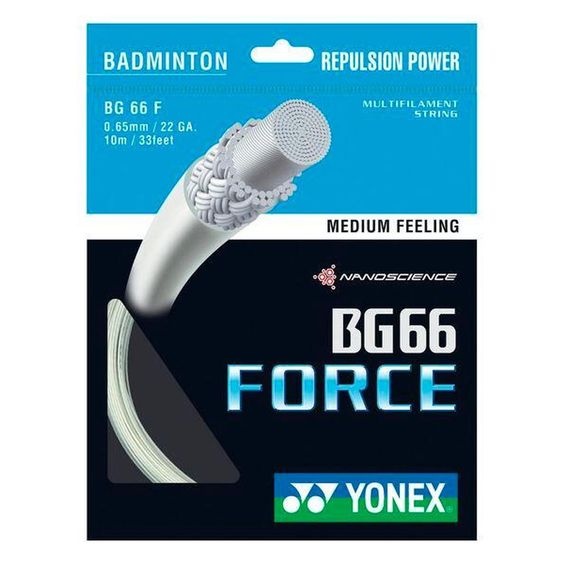 BADMINTON
REPULSION POWER
BG 66 F
0.65mm / 22 GA.
10m / 33feet
MULTIFILAMENT
STRING
MEDIUM FEELING
NANOSCIENCE
BG66
FORCE
YONEX